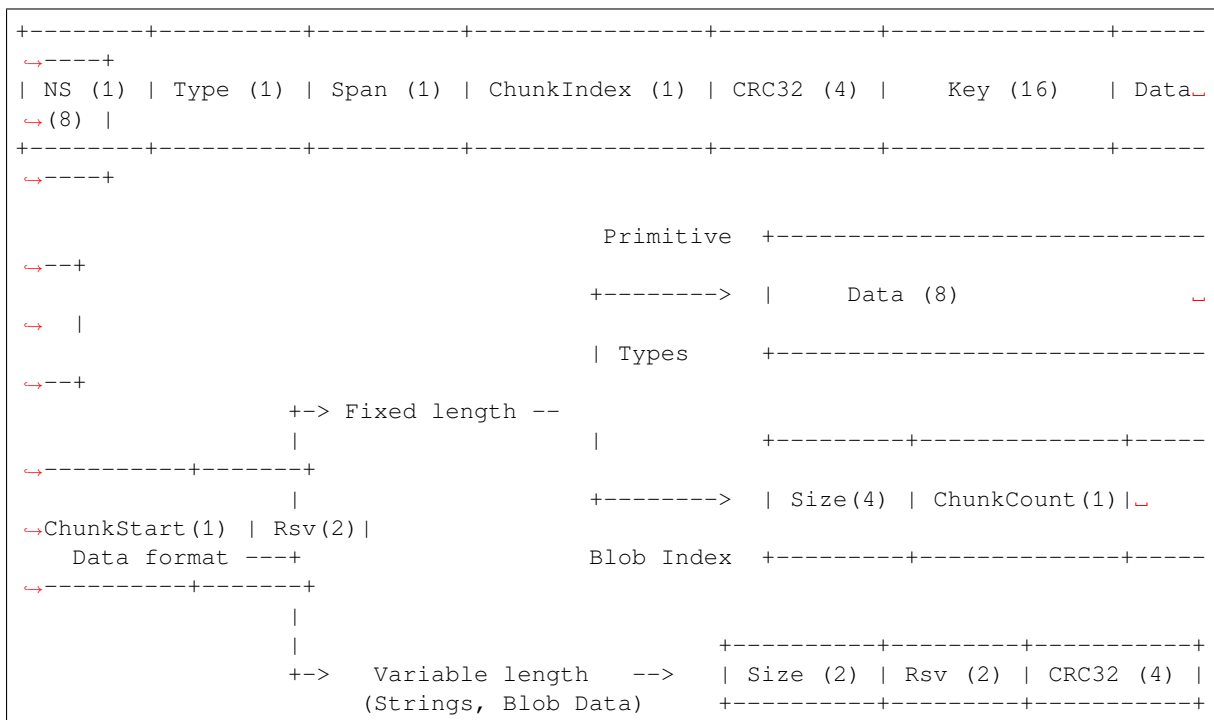 +--------+----------+----------+----------------+-----------+---------------+------
↪----+
| NS (1) | Type (1) | Span (1) | ChunkIndex (1) | CRC32 (4) |    Key (16)   | Data␣
↪(8) |
+--------+----------+----------+----------------+-----------+---------------+------
↪----+

                                         Primitive  +------------------------------
↪--+
                                        +-------->  |     Data (8)                ␣
↪  |
                                        | Types     +------------------------------
↪--+
                   +-> Fixed length --
                   |                    |           +---------+--------------+-----
↪----------+-------+
                   |                    +-------->  | Size(4) | ChunkCount(1)|␣
↪ChunkStart(1) | Rsv(2)|
    Data format ---+                    Blob Index  +---------+--------------+-----
↪----------+-------+
                   |
                   |                             +----------+---------+-----------+
                   +->   Variable length   -->   | Size (2) | Rsv (2) | CRC32 (4) |
                        (Strings, Blob Data)     +----------+---------+-----------+